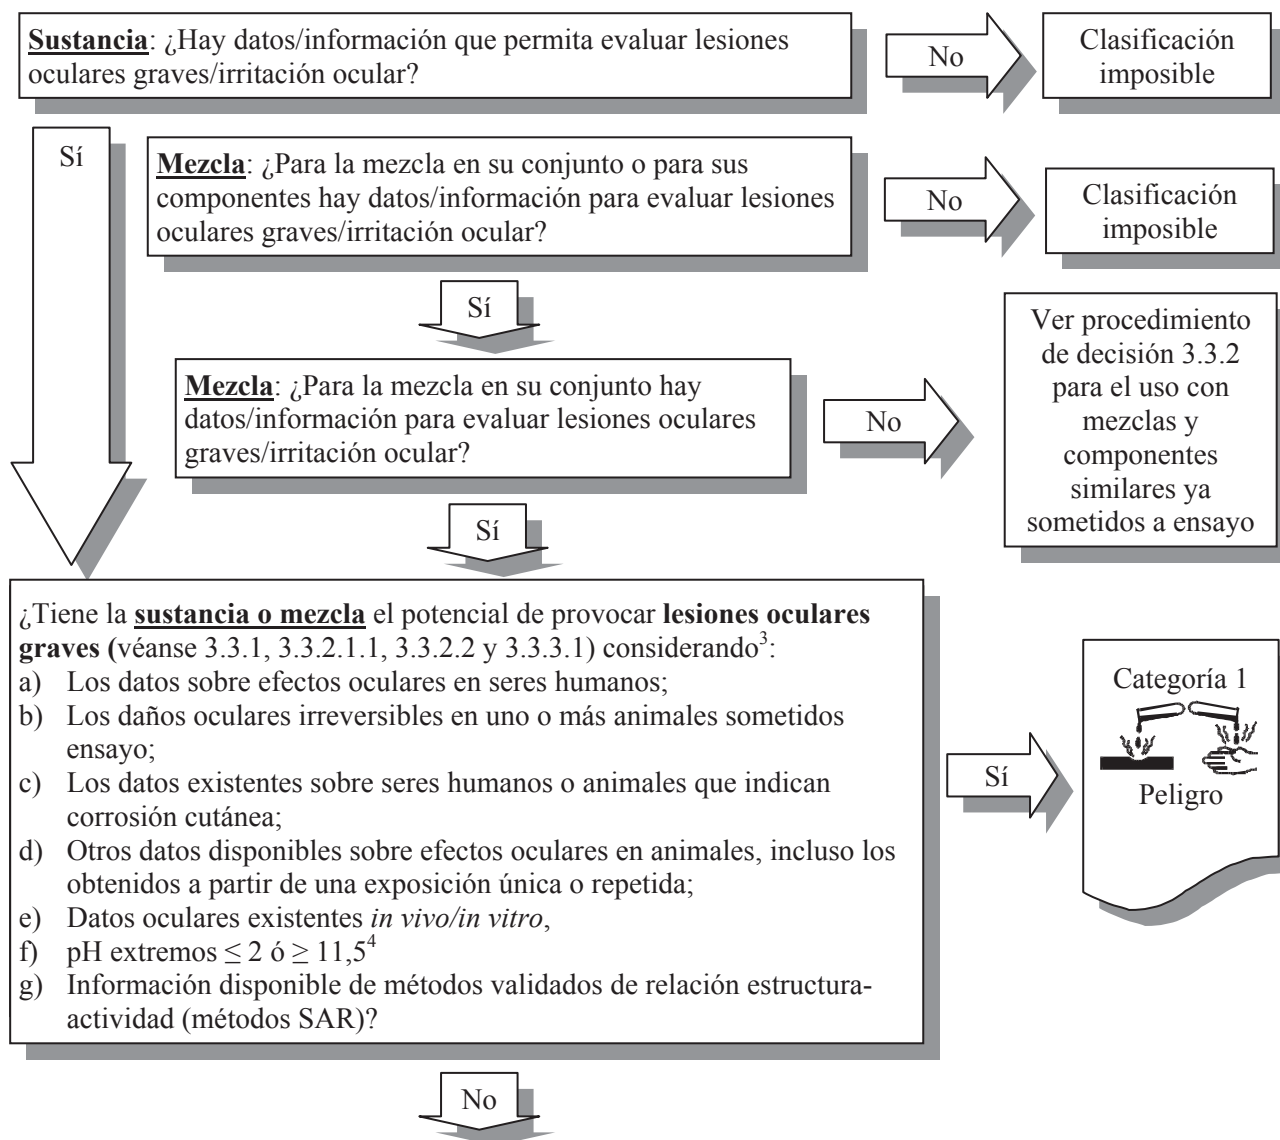 Sustancia: ¿Hay datos/información que permita evaluar lesiones
oculares graves/irritación ocular?
No
Clasificación
imposible
Sí
Mezcla: ¿Para la mezcla en su conjunto o para sus
componentes hay datos/información para evaluar lesiones
oculares graves/irritación ocular?
No
Clasificación
imposible
Sí
Mezcla: ¿Para la mezcla en su conjunto hay
datos/información para evaluar lesiones oculares
graves/irritación ocular?
No
Ver procedimiento
de decisión 3.3.2
para el uso con
mezclas y
componentes
similares ya
sometidos a ensayo
Sí
¿Tiene la sustancia o mezcla el potencial de provocar lesiones oculares
graves (véanse 3.3.1, 3.3.2.1.1, 3.3.2.2 y 3.3.3.1) considerando³:
a) Los datos sobre efectos oculares en seres humanos;
b) Los daños oculares irreversibles en uno o más animales sometidos
ensayo;
c) Los datos existentes sobre seres humanos o animales que indican
corrosión cutánea;
d) Otros datos disponibles sobre efectos oculares en animales, incluso los
obtenidos a partir de una exposición única o repetida;
e) Datos oculares existentes in vivo/in vitro,
f) pH extremos ≤ 2 ó ≥ 11,5⁴
g) Información disponible de métodos validados de relación estructura-
actividad (métodos SAR)?
Sí
Categoría 1
Peligro
No